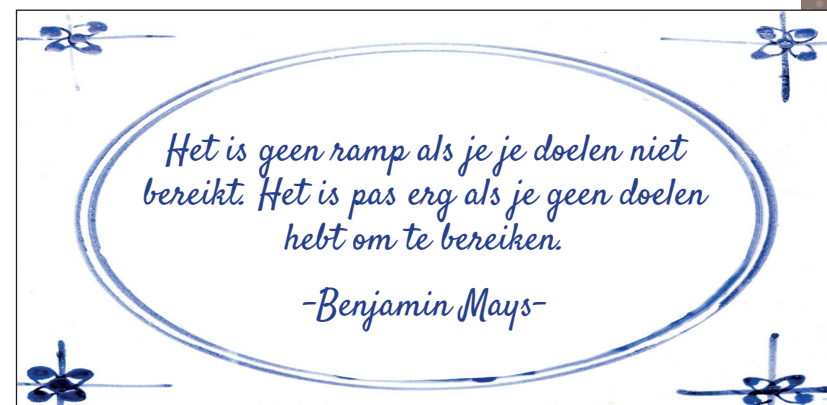 Het is geen ramp als je je doelen niet
bereikt. Het is pas erg als je geen doelen
hebt om te bereiken.
-Benjamin Mays-